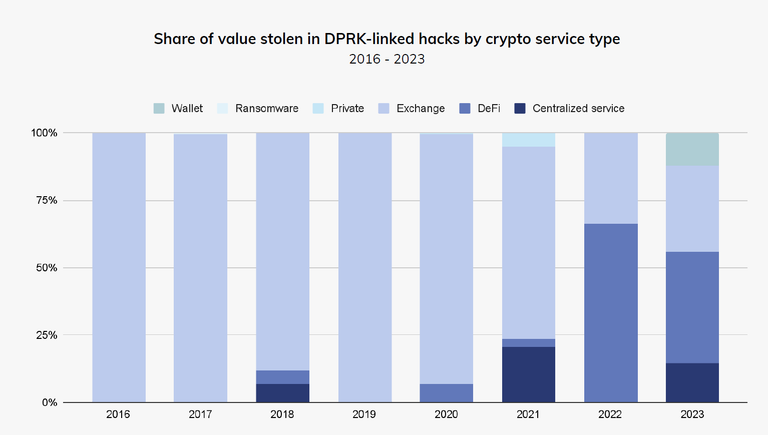 Share of value stolen in DPRK-linked hacks by crypto service type
2016 - 2023
Wallet Ransomware Private Exchange DeFi Centralized service
100%
75%
50%
25%
0%
2016 2017 2018 2019 2020 2021 2022 2023